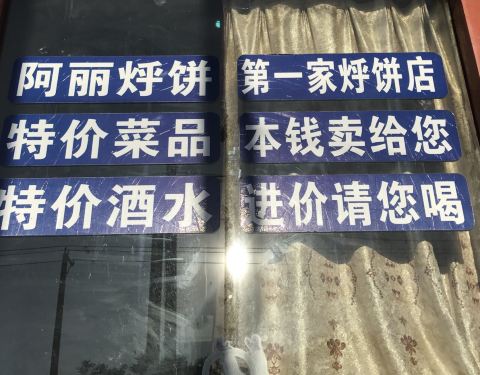 阿丽烀饼
第一家烀饼店
特价菜品
本钱卖给您
特价酒水
进价请您喝